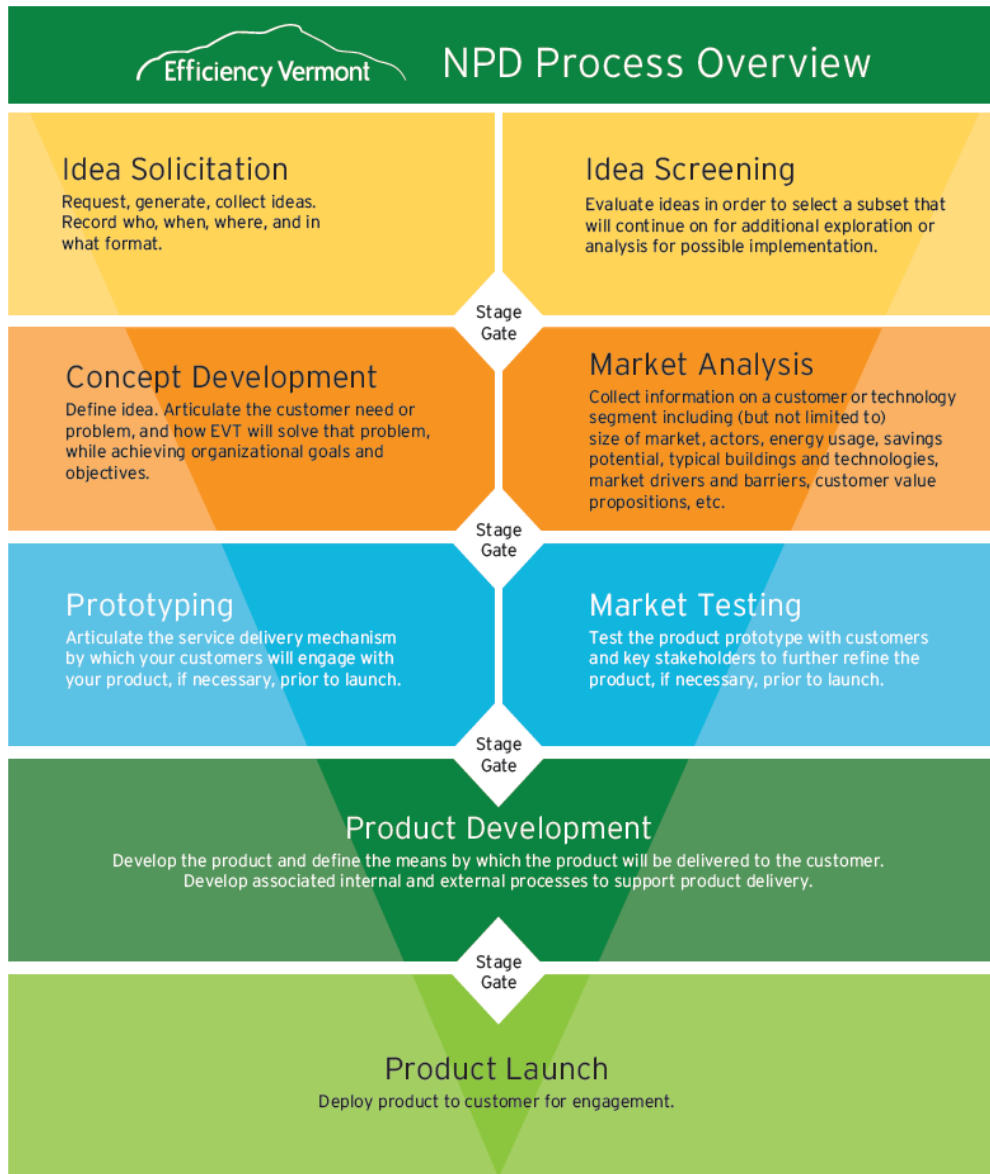 Efficiency Vermont
NPD Process Overview
Idea Solicitation
Request, generate, collect ideas.
Record who, when, where, and in
what format.
Idea Screening
Evaluate ideas in order to select a subset that
will continue on for additional exploration or
analysis for possible implementation.
Stage
Gate
Concept Development
Define idea. Articulate the customer need or
problem, and how EVT will solve that problem,
while achieving organizational goals and
objectives.
Market Analysis
Collect information on a customer or technology
segment including (but not limited to)
size of market, actors, energy usage, savings
potential, typical buildings and technologies,
market drivers and barriers, customer value
propositions, etc.
Stage
Gate
Prototyping
Articulate the service delivery mechanism
by which your customers will engage with
your product, if necessary, prior to launch.
Market Testing
Test the product prototype with customers
and key stakeholders to further refine the
product, if necessary, prior to launch.
Stage
Gate
Product Development
Develop the product and define the means by which the product will be delivered to the customer.
Develop associated internal and external processes to support product delivery.
Stage
Gate
Product Launch
Deploy product to customer for engagement.